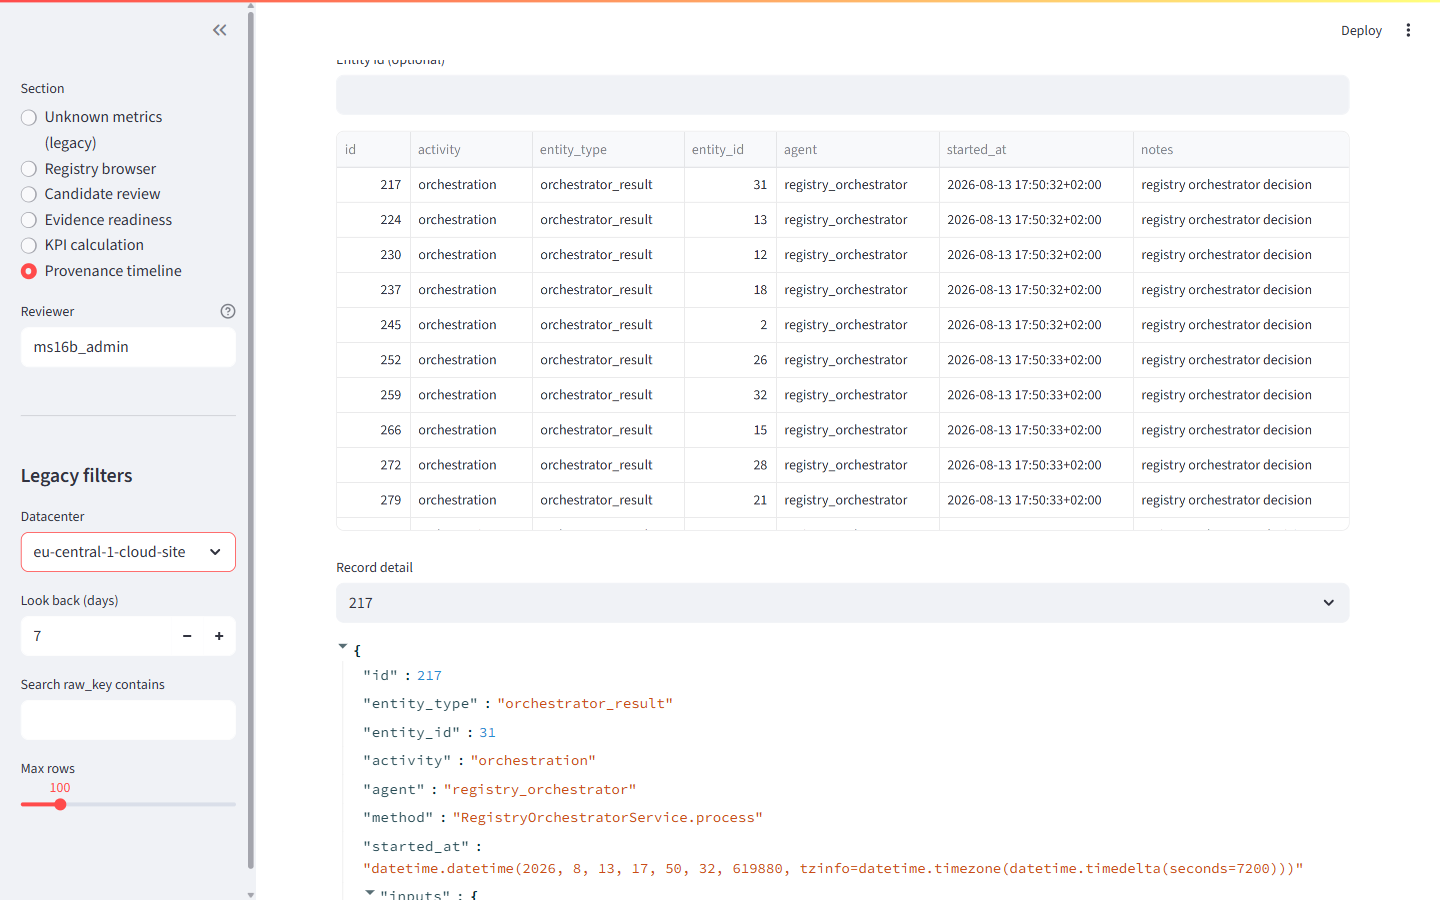 Deploy
Section
Unknown metrics
(legacy)
Registry browser
Candidate review
Evidence readiness
KPI calculation
Provenance timeline
Reviewer
ms16b_admin
Legacy filters
Datacenter
eu-central-1-cloud-site
Look back (days)
7
Search raw_key contains
Max rows
100
Entity id (optional)
id activity entity_type entity_id agent started_at notes
217 orchestration orchestrator_result 31 registry_orchestrator 2026-08-13 17:50:32+02:00 registry orchestrator decision
224 orchestration orchestrator_result 13 registry_orchestrator 2026-08-13 17:50:32+02:00 registry orchestrator decision
230 orchestration orchestrator_result 12 registry_orchestrator 2026-08-13 17:50:32+02:00 registry orchestrator decision
237 orchestration orchestrator_result 18 registry_orchestrator 2026-08-13 17:50:32+02:00 registry orchestrator decision
245 orchestration orchestrator_result 2 registry_orchestrator 2026-08-13 17:50:32+02:00 registry orchestrator decision
252 orchestration orchestrator_result 26 registry_orchestrator 2026-08-13 17:50:33+02:00 registry orchestrator decision
259 orchestration orchestrator_result 32 registry_orchestrator 2026-08-13 17:50:33+02:00 registry orchestrator decision
266 orchestration orchestrator_result 15 registry_orchestrator 2026-08-13 17:50:33+02:00 registry orchestrator decision
272 orchestration orchestrator_result 28 registry_orchestrator 2026-08-13 17:50:33+02:00 registry orchestrator decision
279 orchestration orchestrator_result 21 registry_orchestrator 2026-08-13 17:50:33+02:00 registry orchestrator decision
Record detail
217
{
"id" : 217
"entity_type" : "orchestrator_result"
"entity_id" : 31
"activity" : "orchestration"
"agent" : "registry_orchestrator"
"method" : "RegistryOrchestratorService.process"
"started_at" :
"datetime.datetime(2026, 8, 13, 17, 50, 32, 619880, tzinfo=datetime.timezone(datetime.timedelta(seconds=7200)))"
"inputs" : {